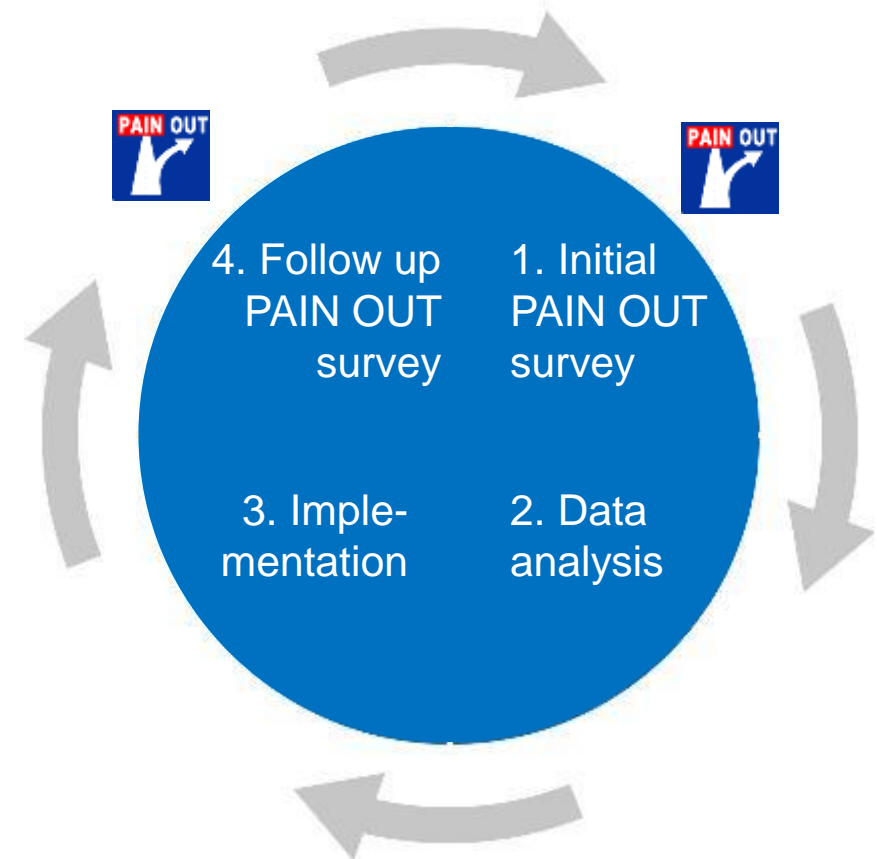 PAIN OUT
PAIN OUT
4. Follow up
PAIN OUT
survey
1. Initial
PAIN OUT
survey
3. Imple-
mentation
2. Data
analysis